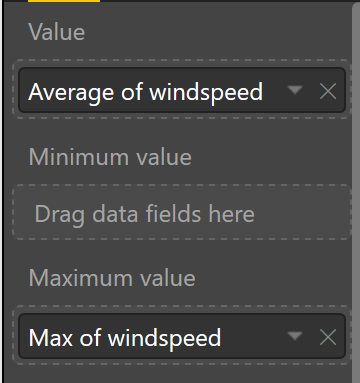 Value
Average of windspeed
Minimum value
Drag data fields here
Maximum value
Max of windspeed